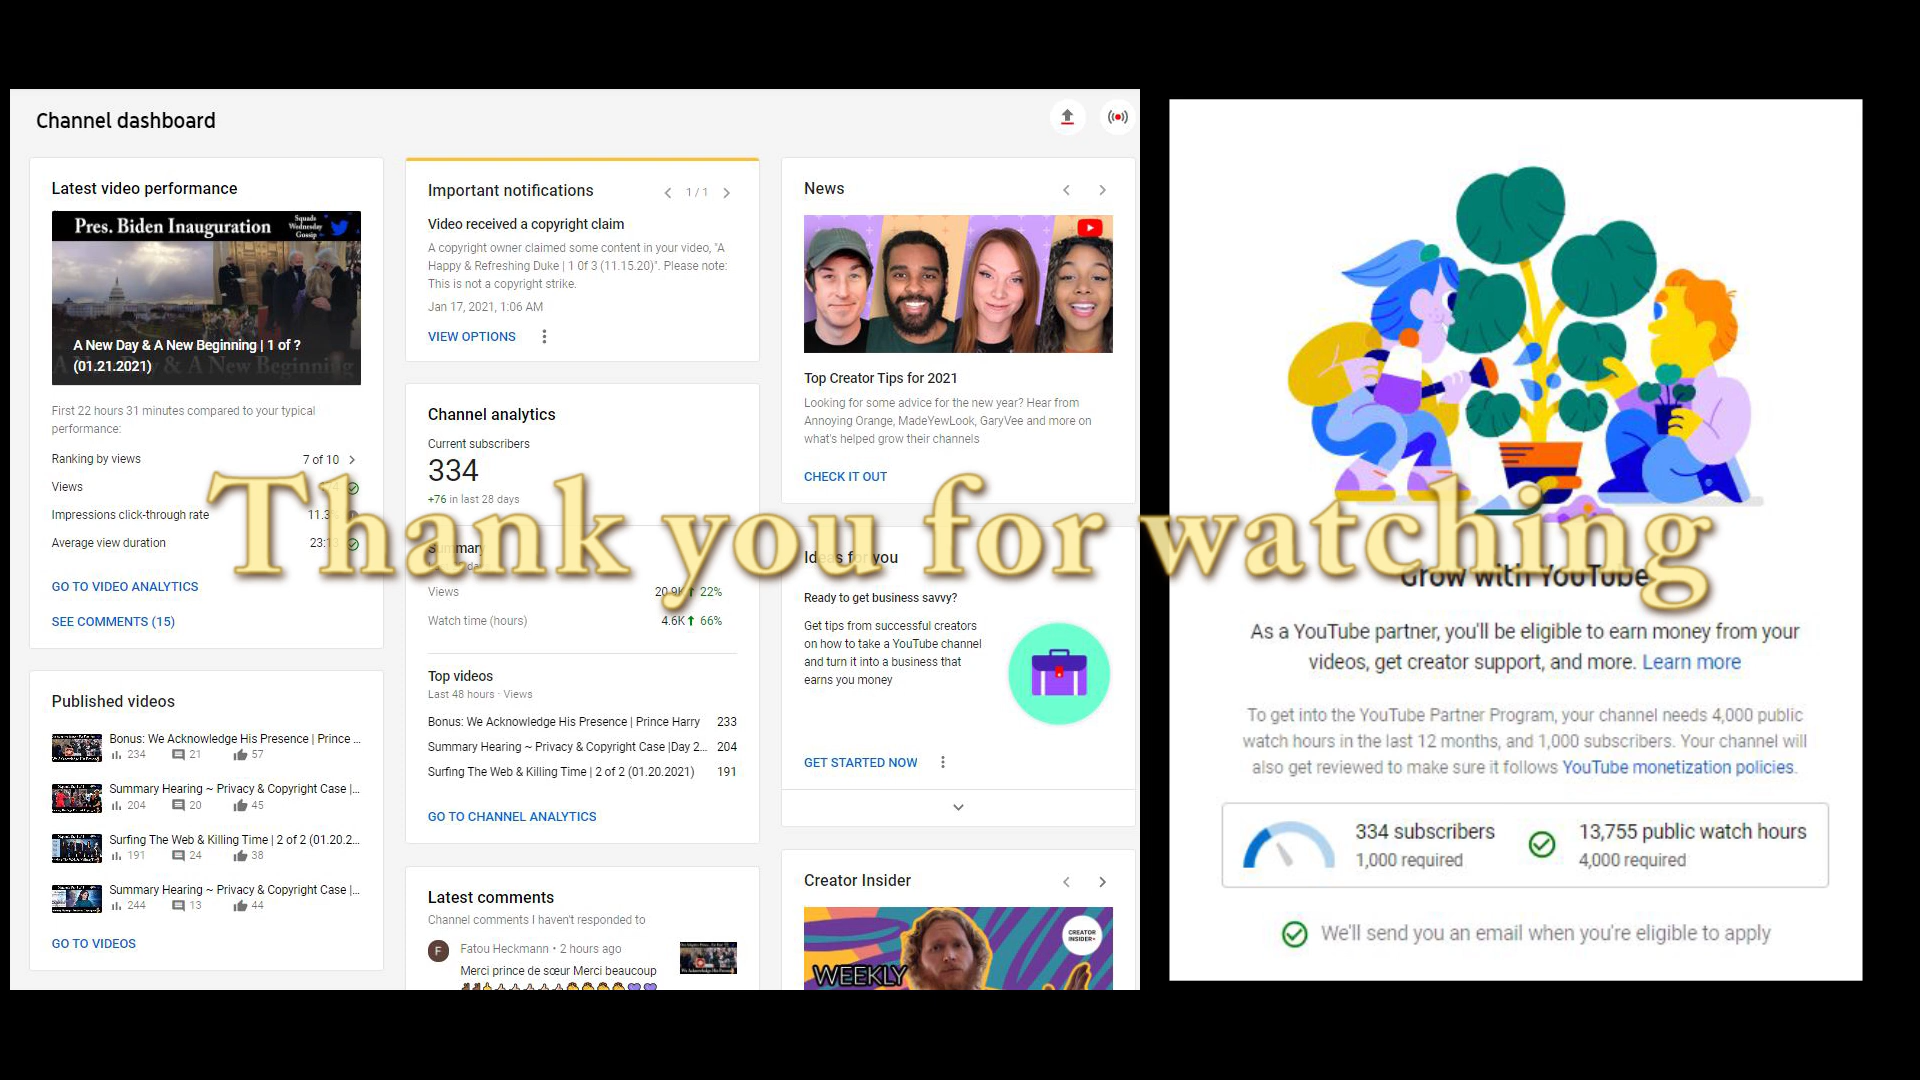 Channel dashboard
Latest video performance
Pres. Biden Inauguration
Squads
Wednesday
Gossip
A New Day & A New Beginning | 1 of ?
(01.21.2021)
First 22 hours 31 minutes compared to your typical
performance:
Ranking by views 7 of 10
Views
Impressions click-through rate 11.3%
Average view duration
GO TO VIDEO ANALYTICS
SEE COMMENTS (15)
Published videos
Bonus: We Acknowledge His Presence | Prince ...
234 21 57
Summary Hearing ~ Privacy & Copyright Case |...
204 20 45
Surfing The Web & Killing Time | 2 of 2 (01.20.2...
191 24 38
Summary Hearing ~ Privacy & Copyright Case |...
244 13 44
GO TO VIDEOS
Important notifications 1 / 1
Video received a copyright claim
A copyright owner claimed some content in your video, "A
Happy & Refreshing Duke | 1 0f 3 (11.15.20)". Please note:
This is not a copyright strike.
Jan 17, 2021, 1:06 AM
VIEW OPTIONS
Channel analytics
Current subscribers
334
+76 in last 28 days
Summary
Views 20.9K 22%
Watch time (hours) 4.6K 66%
Top videos
Last 48 hours · Views
Bonus: We Acknowledge His Presence | Prince Harry 233
Summary Hearing ~ Privacy & Copyright Case |Day 2... 204
Surfing The Web & Killing Time | 2 of 2 (01.20.2021) 191
GO TO CHANNEL ANALYTICS
Latest comments
Channel comments I haven't responded to
F Fatou Heckmann • 2 hours ago
Merci prince de sœur Merci beaucoup
News
Top Creator Tips for 2021
Looking for some advice for the new year? Hear from
Annoying Orange, MadeYewLook, GaryVee and more on
what's helped grow their channels
CHECK IT OUT
Ideas for you
Ready to get business savvy?
Get tips from successful creators
on how to take a YouTube channel
and turn it into a business that
earns you money
GET STARTED NOW
Creator Insider
CREATOR
INSIDER
WEEKLY
Thank you for watching
Grow with YouTube
As a YouTube partner, you'll be eligible to earn money from your
videos, get creator support, and more. Learn more
To get into the YouTube Partner Program, your channel needs 4,000 public
watch hours in the last 12 months, and 1,000 subscribers. Your channel will
also get reviewed to make sure it follows YouTube monetization policies.
334 subscribers
1,000 required
13,755 public watch hours
4,000 required
We'll send you an email when you're eligible to apply